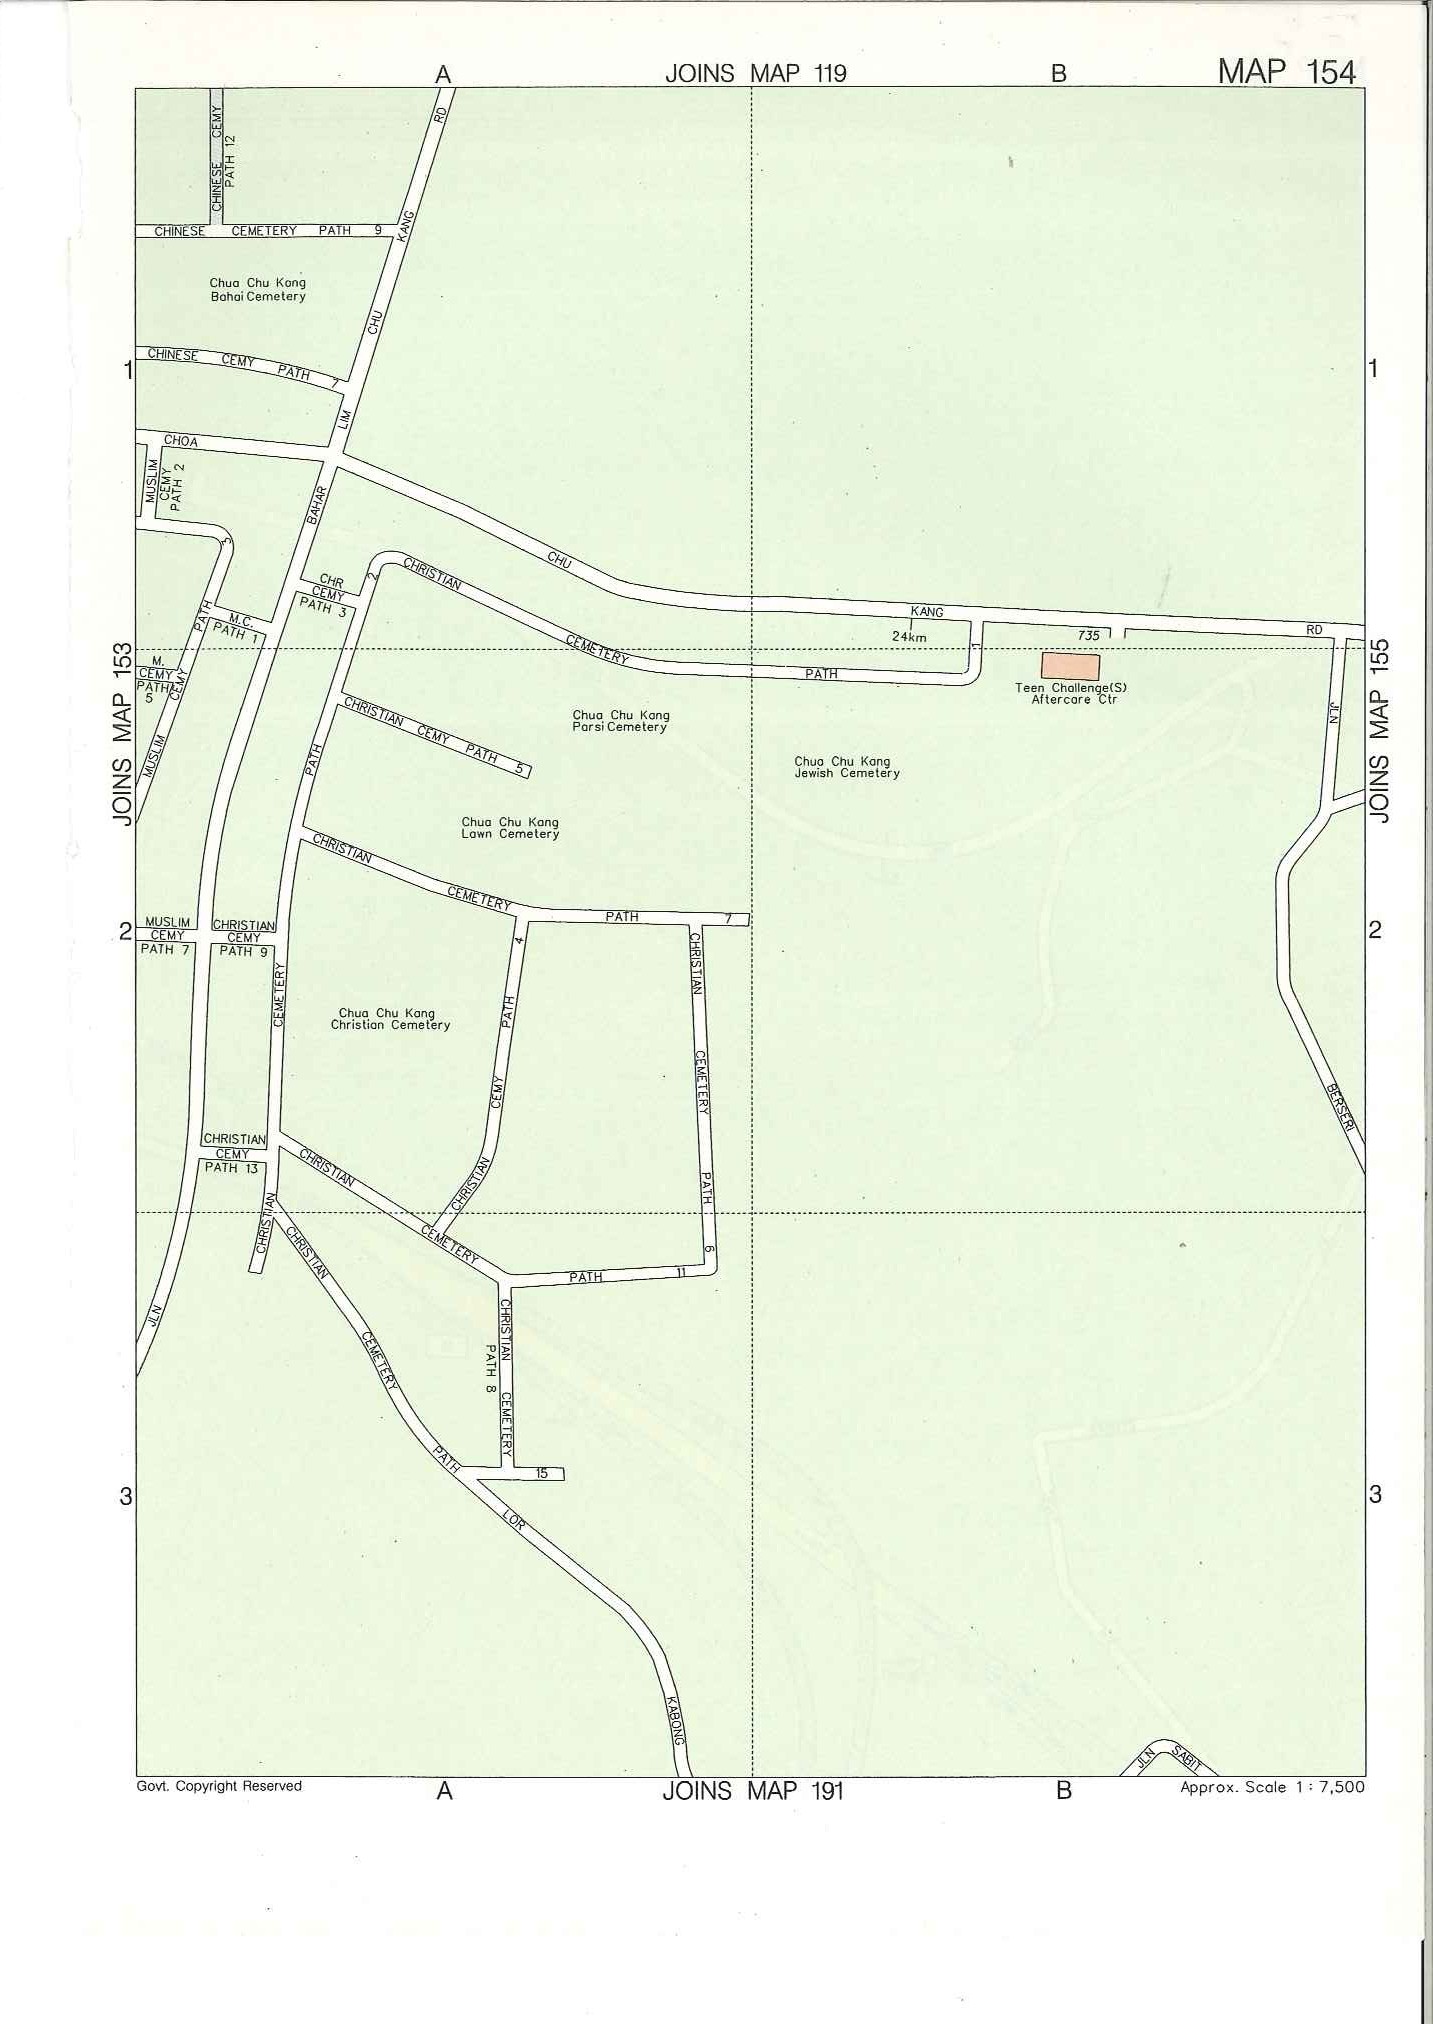 A
JOINS MAP 119
B
MAP 154
RD
CHINESE CEMY
PATH 12
KANG
CHINESE CEMETERY PATH 9
Chua Chu Kang
Bahai Cemetery
CHU
CHINESE CEMY PATH 7
1
1
LIM
CHOA
MUSLIM
CEMY
PATH 2
BAHAR
3
CHU
CHR
CEMY
PATH 3
2
CHRISTIAN
CEMETERY
PATH
1
KANG
24km
735
RD
PATH
M.C.
PATH 1
JOINS MAP 153
JOINS MAP 155
M.
CEMY
PATH
5
CEMY
MUSLIM
Teen Challenge(S)
Aftercare Ctr
JLN
CHRISTIAN CEMY PATH 5
Chua Chu Kang
Parsi Cemetery
PATH
Chua Chu Kang
Jewish Cemetery
Chua Chu Kang
Lawn Cemetery
CHRISTIAN
CEMETERY
PATH
7
2
2
MUSLIM
CEMY
PATH 7
CHRISTIAN
CEMY
PATH 9
4
CHRISTIAN
CEMETERY
PATH
Chua Chu Kang
Christian Cemetery
CEMETERY
PATH
6
CEMY
BERSERI
CHRISTIAN
CEMY
PATH 13
CHRISTIAN
CHRISTIAN
CHRISTIAN
CEMETERY
PATH
11
CHRISTIAN
JLN
CEMETERY
CHRISTIAN CEMETERY
PATH 8
PATH
15
3
3
LOR
KABONG
JLN SABIT
Govt. Copyright Reserved
A
JOINS MAP 191
B
Approx. Scale 1 : 7,500